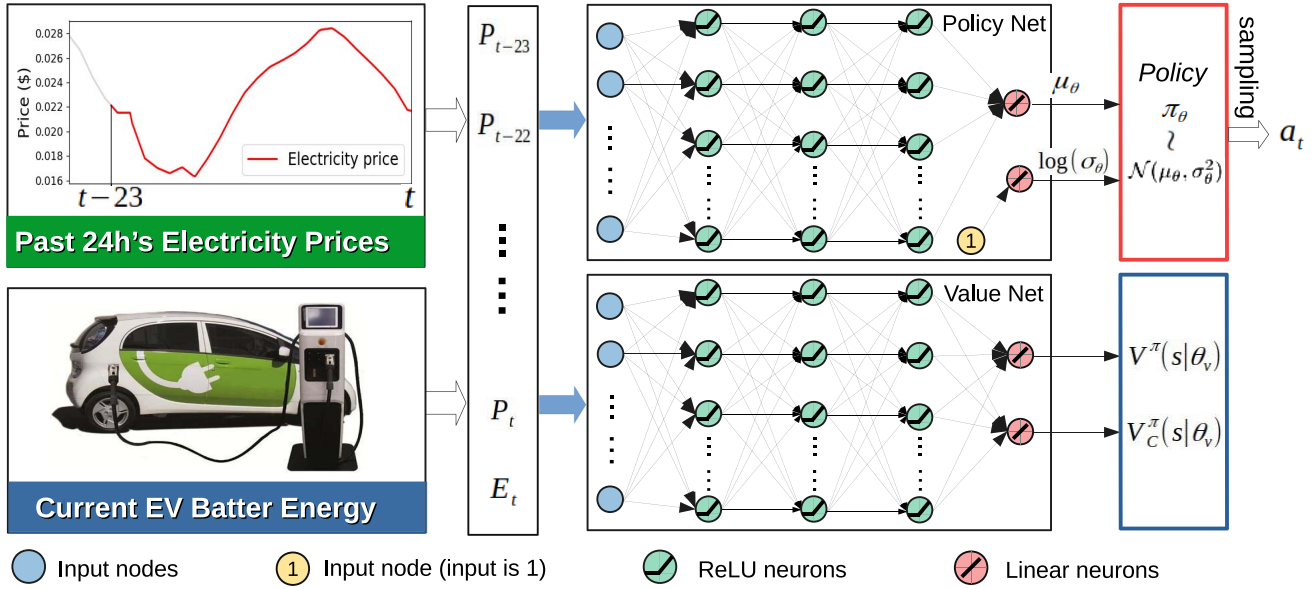 0.028
0.026
0.024
0.022
0.020
0.018
0.016
Price ($)
Electricity price
t−23
t
Past 24h's Electricity Prices
Current EV Batter Energy
P_{t−23}
P_{t−22}
P_t
E_t
Policy Net
1
μ_θ
log(σ_θ)
Policy
π_θ
~
N(μ_θ, σ_θ^2)
sampling
a_t
Value Net
V^π(s|θ_v)
V_C^π(s|θ_v)
Input nodes
1 Input node (input is 1)
ReLU neurons
Linear neurons